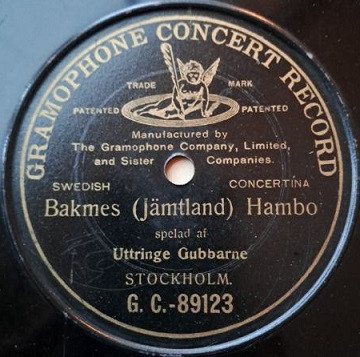 GRAMOPHONE CONCERT RECORD
TRADE MARK
PATENTED PATENTED
Manufactured by
The Gramophone Company, Limited,
and Sister Companies.
SWEDISH CONCERTINA
Bakmes (jämtland) Hambo
spelad af
Uttringe Gubbarne
STOCKHOLM.
G. C.-89123